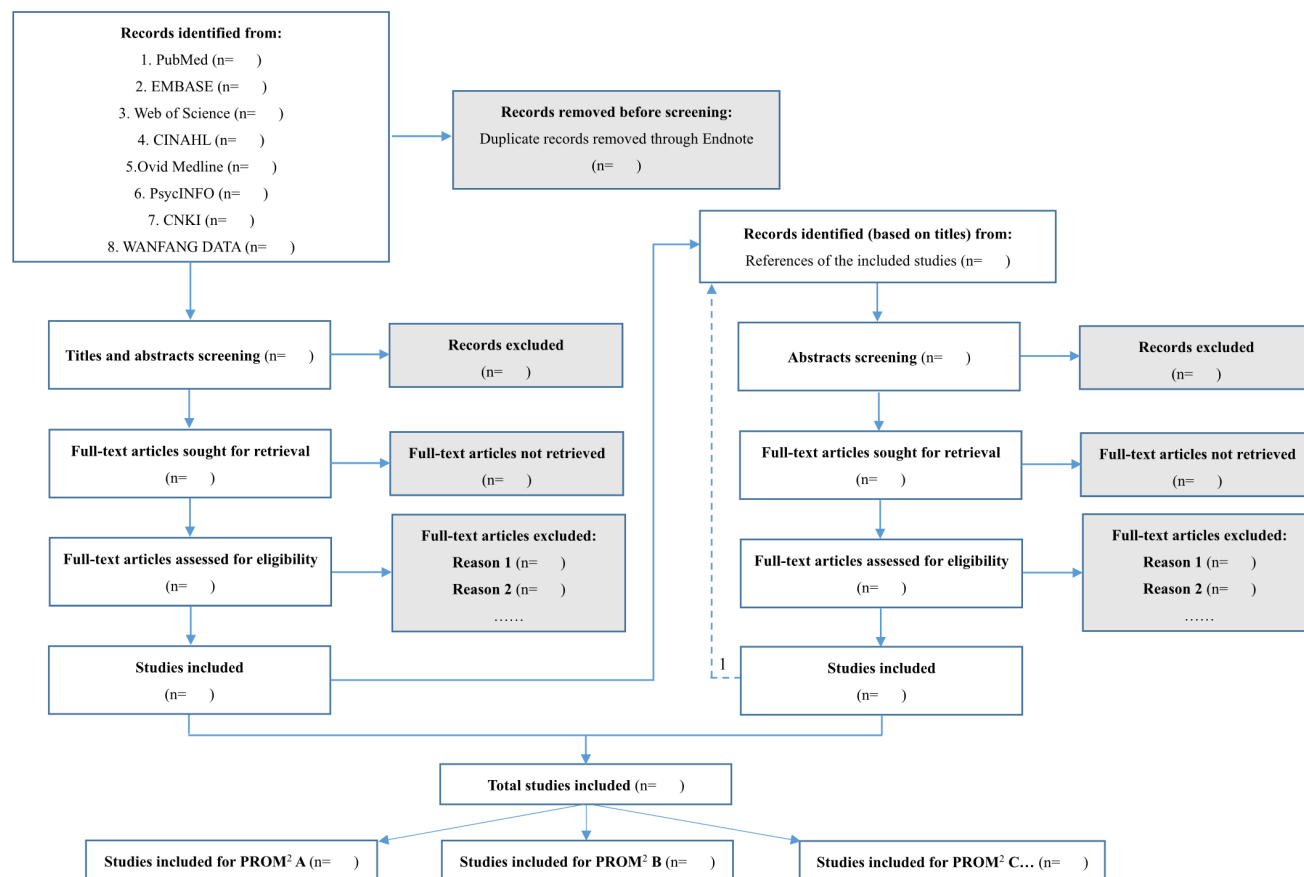 Records identified from:
1. PubMed (n= )
2. EMBASE (n= )
3. Web of Science (n= )
4. CINAHL (n= )
5.Ovid Medline (n= )
6. PsycINFO (n= )
7. CNKI (n= )
8. WANFANG DATA (n= )
Records removed before screening:
Duplicate records removed through Endnote
(n= )
Records identified (based on titles) from:
References of the included studies (n= )
Titles and abstracts screening (n= )
Records excluded
(n= )
Abstracts screening (n= )
Records excluded
(n= )
Full-text articles sought for retrieval
(n= )
Full-text articles not retrieved
(n= )
Full-text articles sought for retrieval
(n= )
Full-text articles not retrieved
(n= )
Full-text articles assessed for eligibility
(n= )
Full-text articles excluded:
Reason 1 (n= )
Reason 2 (n= )
……
Full-text articles assessed for eligibility
(n= )
Full-text articles excluded:
Reason 1 (n= )
Reason 2 (n= )
……
Studies included
(n= )
1
Studies included
(n= )
Total studies included (n= )
Studies included for PROM² A (n= )
Studies included for PROM² B (n= )
Studies included for PROM² C… (n= )